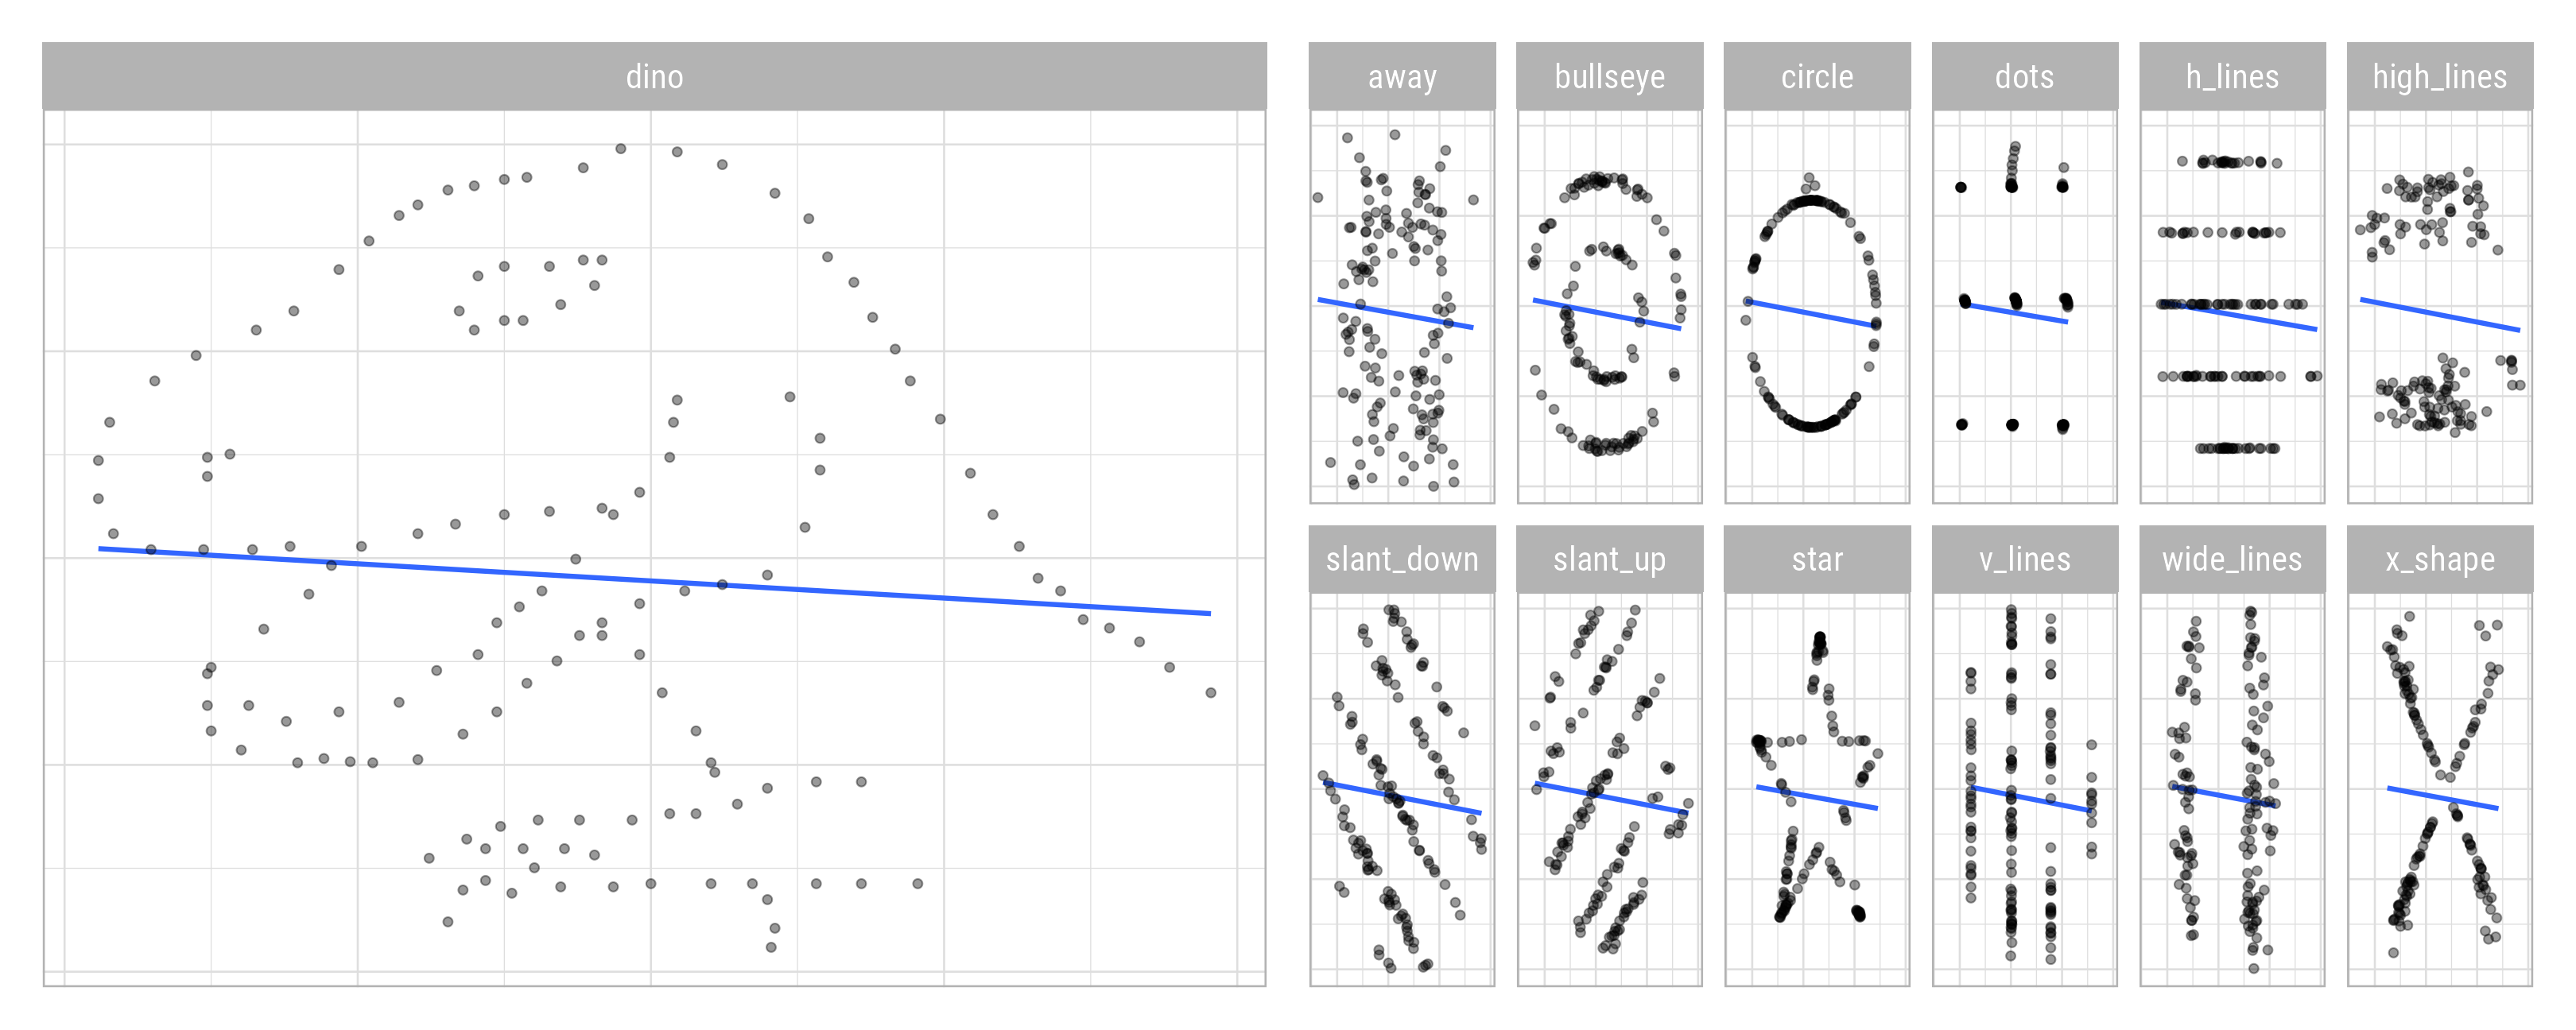 dino
away
bullseye
circle
dots
h_lines
high_lines
slant_down
slant_up
star
v_lines
wide_lines
x_shape